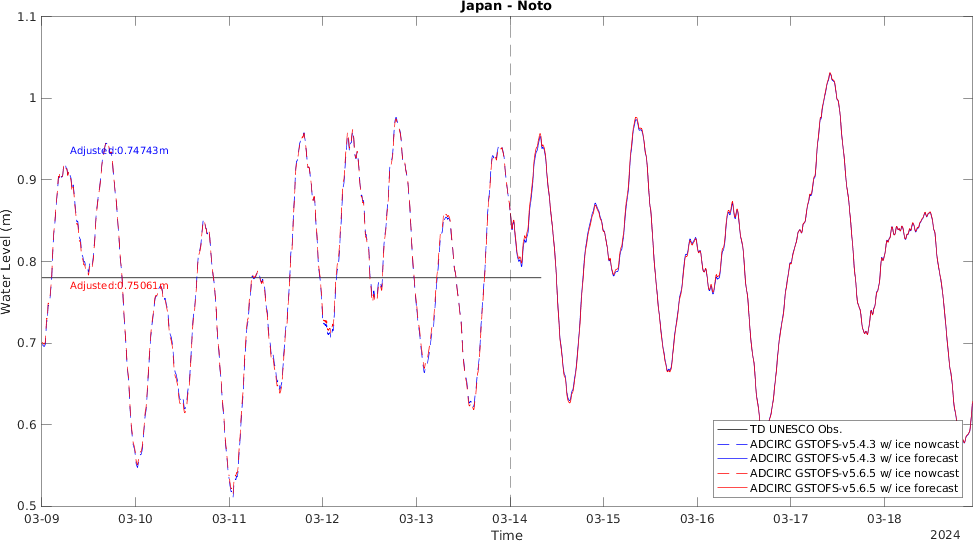 Japan - Noto
1.1
1
0.9
0.8
0.7
0.6
0.5
Water Level (m)
Adjusted:0.74743m
Adjusted:0.75061m
TD UNESCO Obs.
ADCIRC GSTOFS-v5.4.3 w/ ice nowcast
ADCIRC GSTOFS-v5.4.3 w/ ice forecast
ADCIRC GSTOFS-v5.6.5 w/ ice nowcast
ADCIRC GSTOFS-v5.6.5 w/ ice forecast
03-09 03-10 03-11 03-12 03-13 03-14 03-15 03-16 03-17 03-18
Time
2024